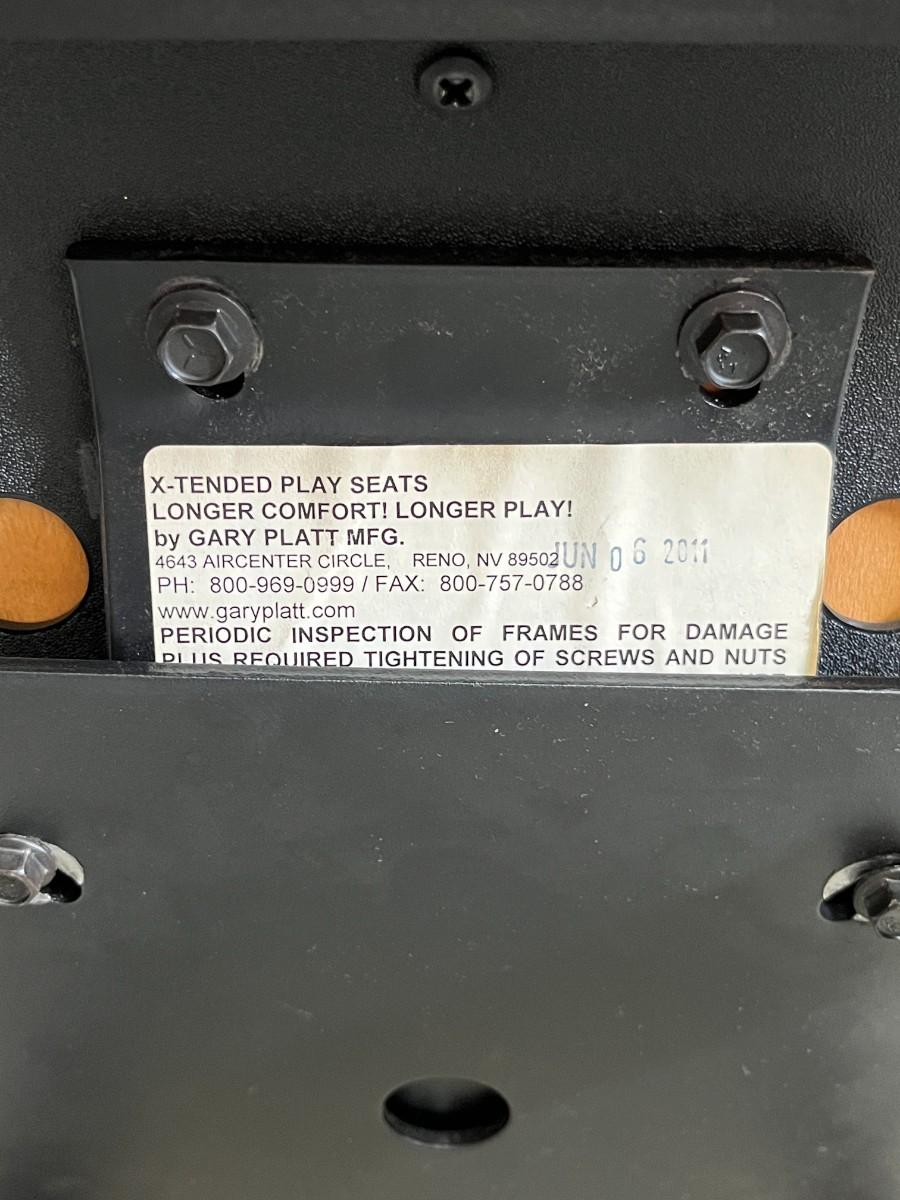 X-TENDED PLAY SEATS
LONGER COMFORT! LONGER PLAY!
by GARY PLATT MFG.
4643 AIRCENTER CIRCLE, RENO, NV 89502 JUN 06 2011
PH: 800-969-0999 / FAX: 800-757-0788
www.garyplatt.com
PERIODIC INSPECTION OF FRAMES FOR DAMAGE
PLUS REQUIRED TIGHTENING OF SCREWS AND NUTS